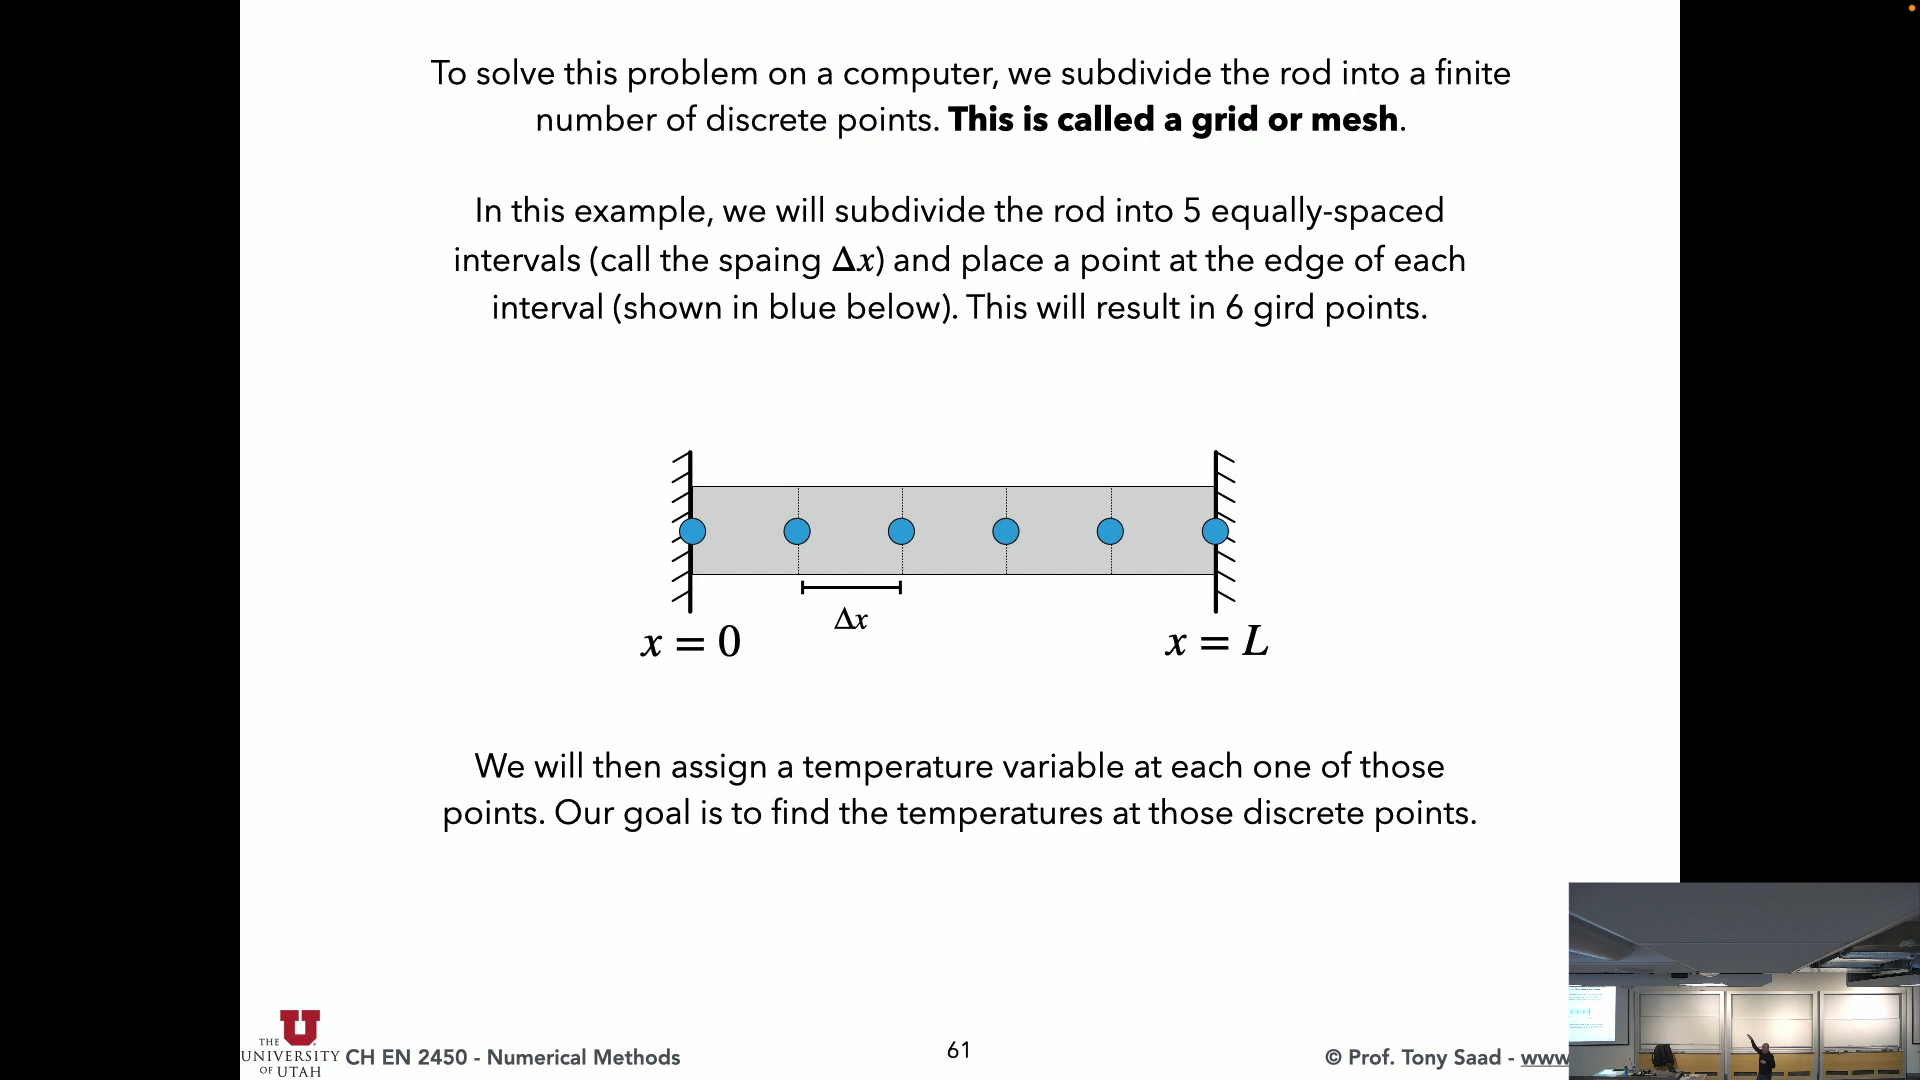 To solve this problem on a computer, we subdivide the rod into a finite
number of discrete points. This is called a grid or mesh.
In this example, we will subdivide the rod into 5 equally-spaced
intervals (call the spaing Δx) and place a point at the edge of each
interval (shown in blue below). This will result in 6 gird points.
Δx
x = 0
x = L
We will then assign a temperature variable at each one of those
points. Our goal is to find the temperatures at those discrete points.
THE
UNIVERSITY
OF UTAH
CH EN 2450 - Numerical Methods
61
© Prof. Tony Saad - www